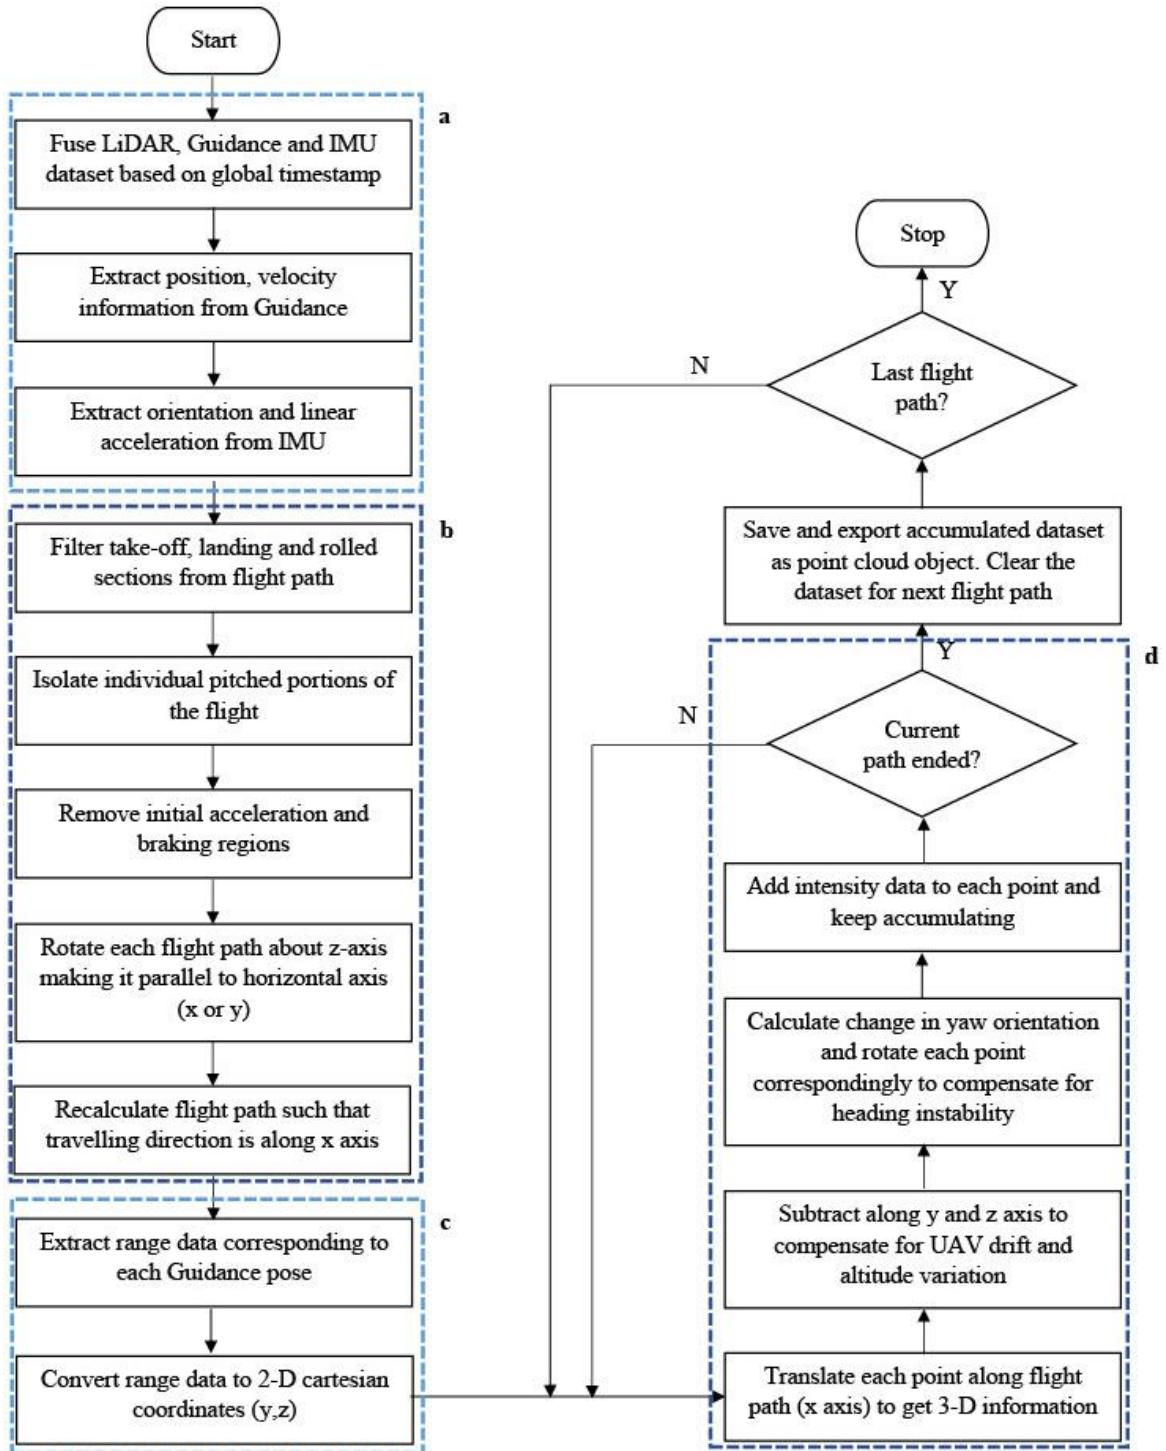 Start
a
Fuse LiDAR, Guidance and IMU
dataset based on global timestamp
Extract position, velocity
information from Guidance
Extract orientation and linear
acceleration from IMU
b
Filter take-off, landing and rolled
sections from flight path
Isolate individual pitched portions of
the flight
Remove initial acceleration and
braking regions
Rotate each flight path about z-axis
making it parallel to horizontal axis
(x or y)
Recalculate flight path such that
travelling direction is along x axis
c
Extract range data corresponding to
each Guidance pose
Convert range data to 2-D cartesian
coordinates (y,z)
Stop
Y
N
Last flight
path?
Save and export accumulated dataset
as point cloud object. Clear the
dataset for next flight path
Y
d
N
Current
path ended?
Add intensity data to each point and
keep accumulating
Calculate change in yaw orientation
and rotate each point
correspondingly to compensate for
heading instability
Subtract along y and z axis to
compensate for UAV drift and
altitude variation
Translate each point along flight
path (x axis) to get 3-D information